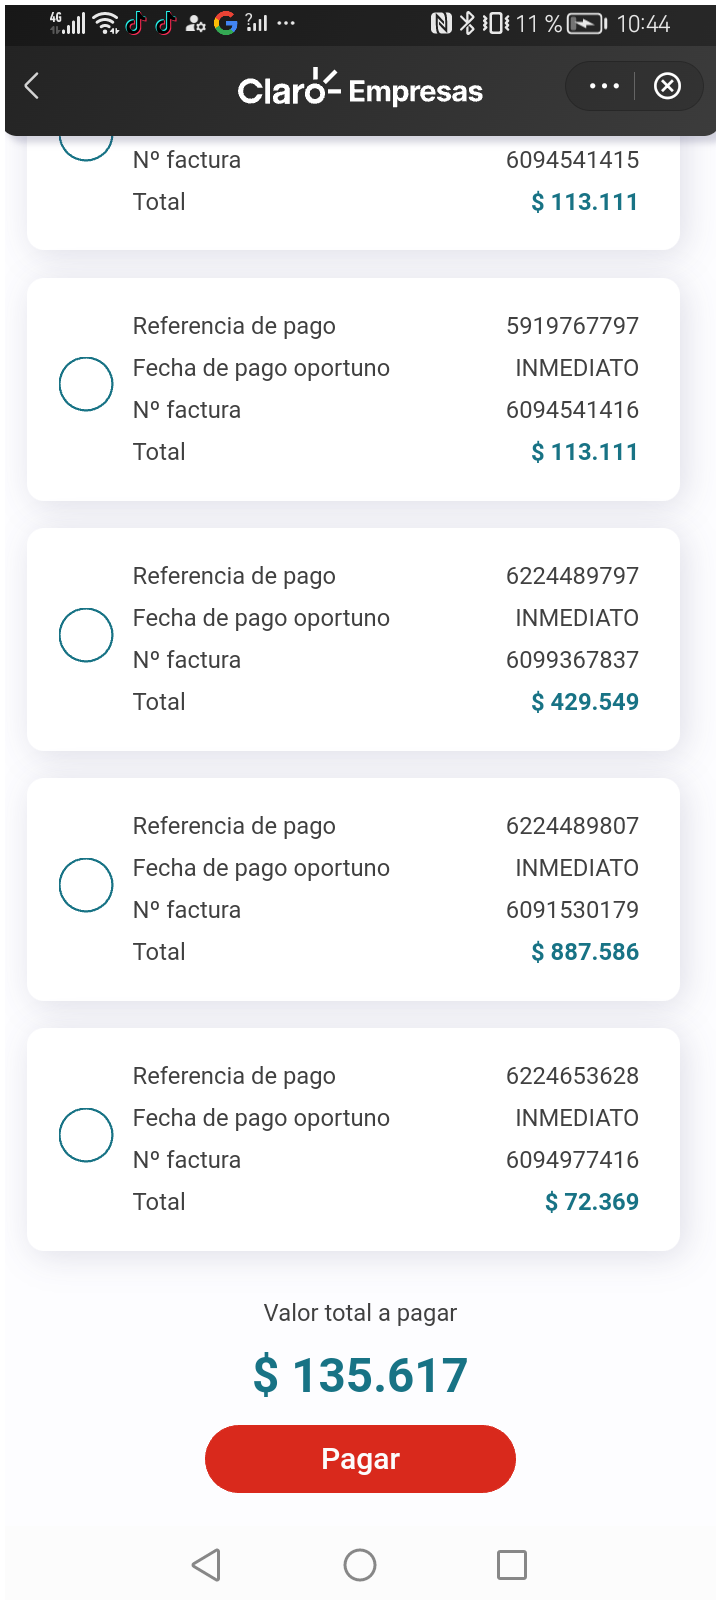 4G ? 11 % 10:44
Claro- Empresas
Nº factura 6094541415
Total $ 113.111
Referencia de pago 5919767797
Fecha de pago oportuno INMEDIATO
Nº factura 6094541416
Total $ 113.111
Referencia de pago 6224489797
Fecha de pago oportuno INMEDIATO
Nº factura 6099367837
Total $ 429.549
Referencia de pago 6224489807
Fecha de pago oportuno INMEDIATO
Nº factura 6091530179
Total $ 887.586
Referencia de pago 6224653628
Fecha de pago oportuno INMEDIATO
Nº factura 6094977416
Total $ 72.369
Valor total a pagar
$ 135.617
Pagar